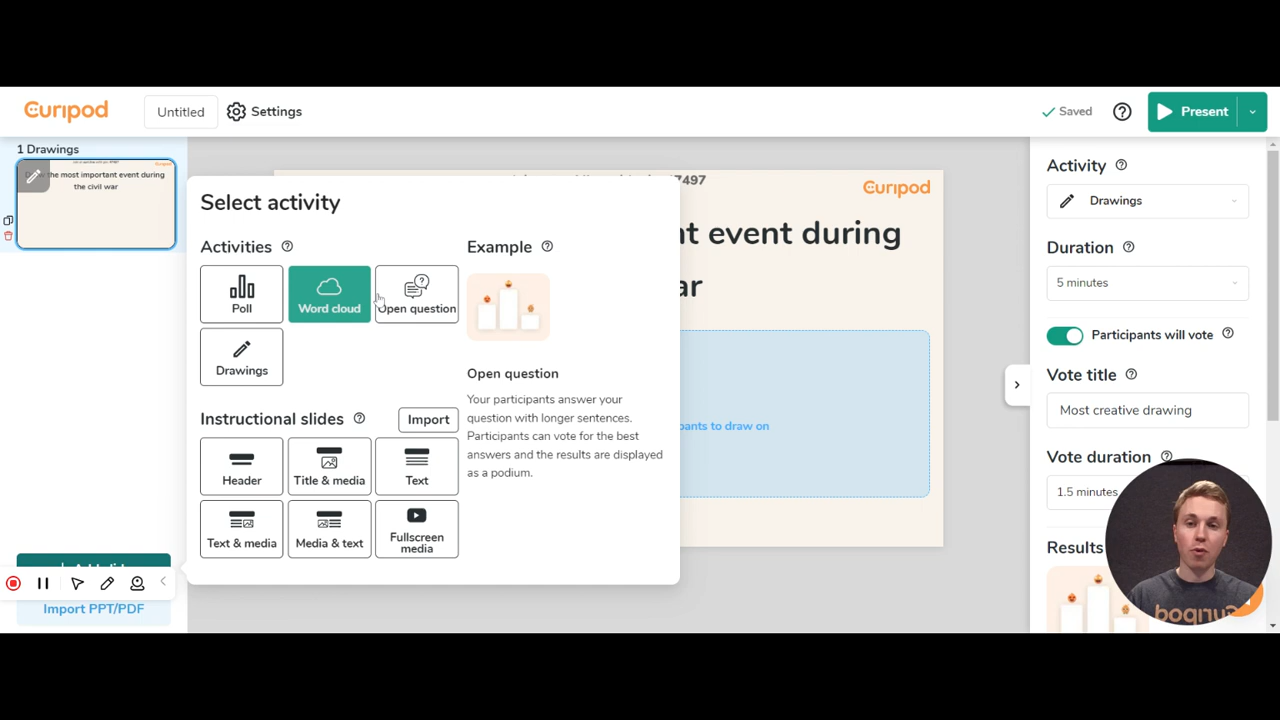 Curipod
Untitled
Settings
Saved
Present
1 Drawings
the most important event during
the civil war
Curipod
7497
Curipod
nt event during
ar
pants to draw on
Select activity
Activities
Example
Poll
Word cloud
Open question
Drawings
Open question
Your participants answer your
question with longer sentences.
Participants can vote for the best
answers and the results are displayed
as a podium.
Instructional slides
Import
Header
Title & media
Text
Text & media
Media & text
Fullscreen
media
Import PPT/PDF
Activity
Drawings
Duration
5 minutes
Participants will vote
Vote title
Most creative drawing
Vote duration
1.5 minutes
Results